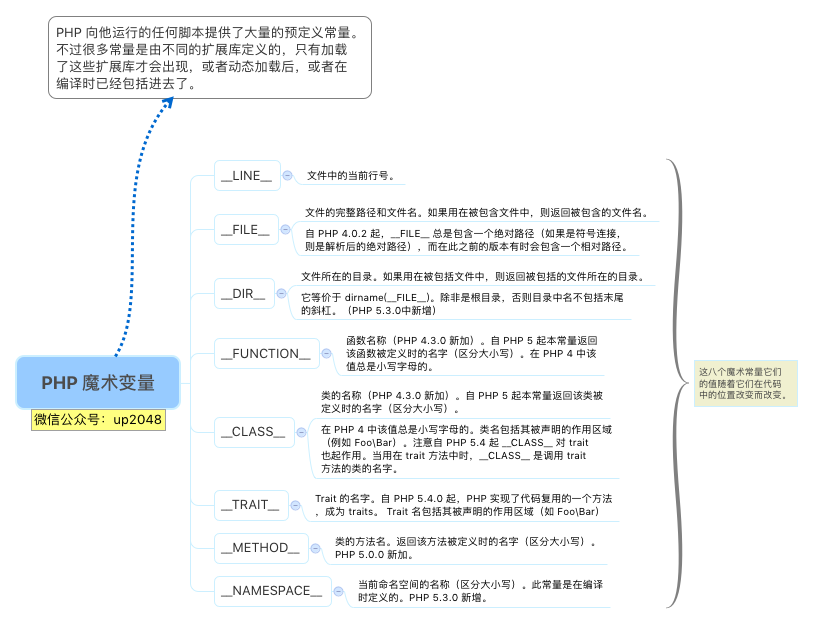 PHP 向他运行的任何脚本提供了大量的预定义常量。
不过很多常量是由不同的扩展库定义的，只有加载
了这些扩展库才会出现，或者动态加载后，或者在
编译时已经包括进去了。
__LINE__
文件中的当前行号。
__FILE__
文件的完整路径和文件名。如果用在被包含文件中，则返回被包含的文件名。
自 PHP 4.0.2 起，__FILE__ 总是包含一个绝对路径（如果是符号连接，
则是解析后的绝对路径），而在此之前的版本有时会包含一个相对路径。
__DIR__
文件所在的目录。如果用在被包括文件中，则返回被包括的文件所在的目录。
它等价于 dirname(__FILE__)。除非是根目录，否则目录中名不包括末尾
的斜杠。（PHP 5.3.0中新增）
__FUNCTION__
函数名称（PHP 4.3.0 新加）。自 PHP 5 起本常量返回
该函数被定义时的名字（区分大小写）。在 PHP 4 中该
值总是小写字母的。
PHP 魔术变量
微信公众号：up2048
__CLASS__
类的名称（PHP 4.3.0 新加）。自 PHP 5 起本常量返回该类被
定义时的名字（区分大小写）。
在 PHP 4 中该值总是小写字母的。类名包括其被声明的作用区域
（例如 Foo\Bar）。注意自 PHP 5.4 起 __CLASS__ 对 trait
也起作用。当用在 trait 方法中时，__CLASS__ 是调用 trait
方法的类的名字。
__TRAIT__
Trait 的名字。自 PHP 5.4.0 起，PHP 实现了代码复用的一个方法
，成为 traits。 Trait 名包括其被声明的作用区域（如 Foo\Bar）
__METHOD__
类的方法名。返回该方法被定义时的名字（区分大小写）。
PHP 5.0.0 新加。
__NAMESPACE__
当前命名空间的名称（区分大小写）。此常量是在编译
时定义的。PHP 5.3.0 新增。
这八个魔术常量它们
的值随着它们在代码
中的位置改变而改变。